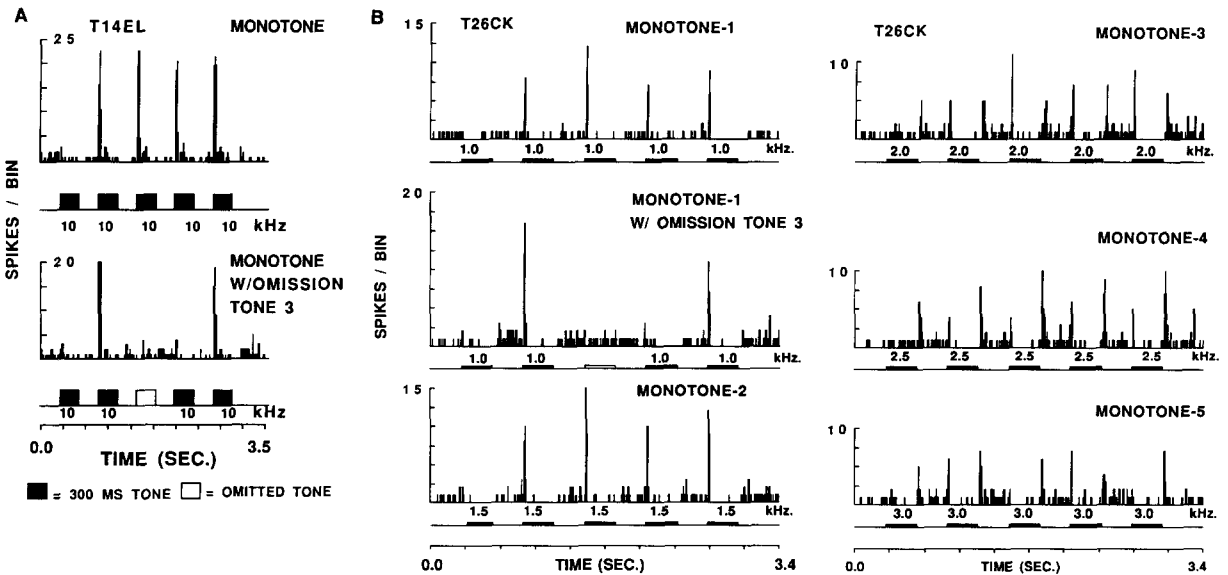 A
T14EL MONOTONE
25
10 10 10 10 10 kHz
SPIKES / BIN
20
MONOTONE
W/OMISSION
TONE 3
10 10 10 10 kHz
0.0 3.5
TIME (SEC.)
= 300 MS TONE = OMITTED TONE
B
15
T26CK MONOTONE-1
1.0 1.0 1.0 1.0 1.0 kHz.
20
MONOTONE-1
W/ OMISSION TONE 3
SPIKES / BIN
1.0 1.0 1.0 1.0
15
MONOTONE-2
1.5 1.5 1.5 1.5 1.5 kHz.
0.0 TIME (SEC.) 3.4
T26CK MONOTONE-3
10
2.0 2.0 2.0 2.0 2.0 kHz.
MONOTONE-4
10
2.5 2.5 2.5 2.5 2.5 kHz.
MONOTONE-5
10
3.0 3.0 3.0 3.0 3.0 kHz.
0.0 TIME (SEC.) 3.4